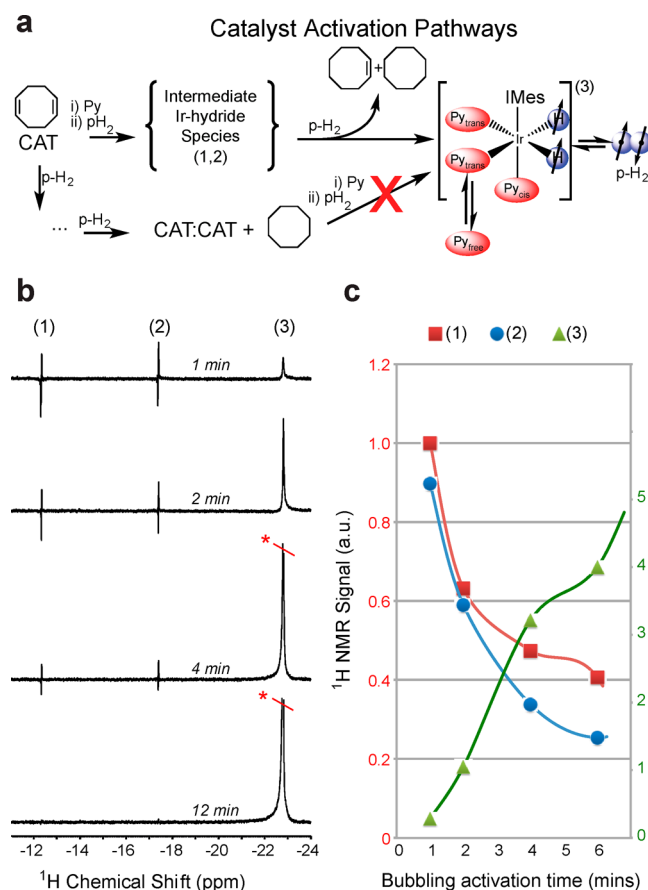 a
Catalyst Activation Pathways
CAT
i) Py
ii) pH2
Intermediate
Ir-hydride
Species
(1,2)
+
p-H2
IMes
(3)
Pytrans
H
Ir
Pytrans
H
Pycis
Pyfree
p-H2
p-H2
... p-H2 CAT:CAT +
i) Py
ii) pH2
X
b
(1) (2) (3)
1 min
2 min
*
4 min
*
12 min
-12 -14 -16 -18 -20 -22 -24
1H Chemical Shift (ppm)
c
(1) (2) (3)
1H NMR Signal (a.u.)
1.2
1.0
0.8
0.6
0.4
0.2
0
5
4
3
2
1
0
0 1 2 3 4 5 6
Bubbling activation time (mins)